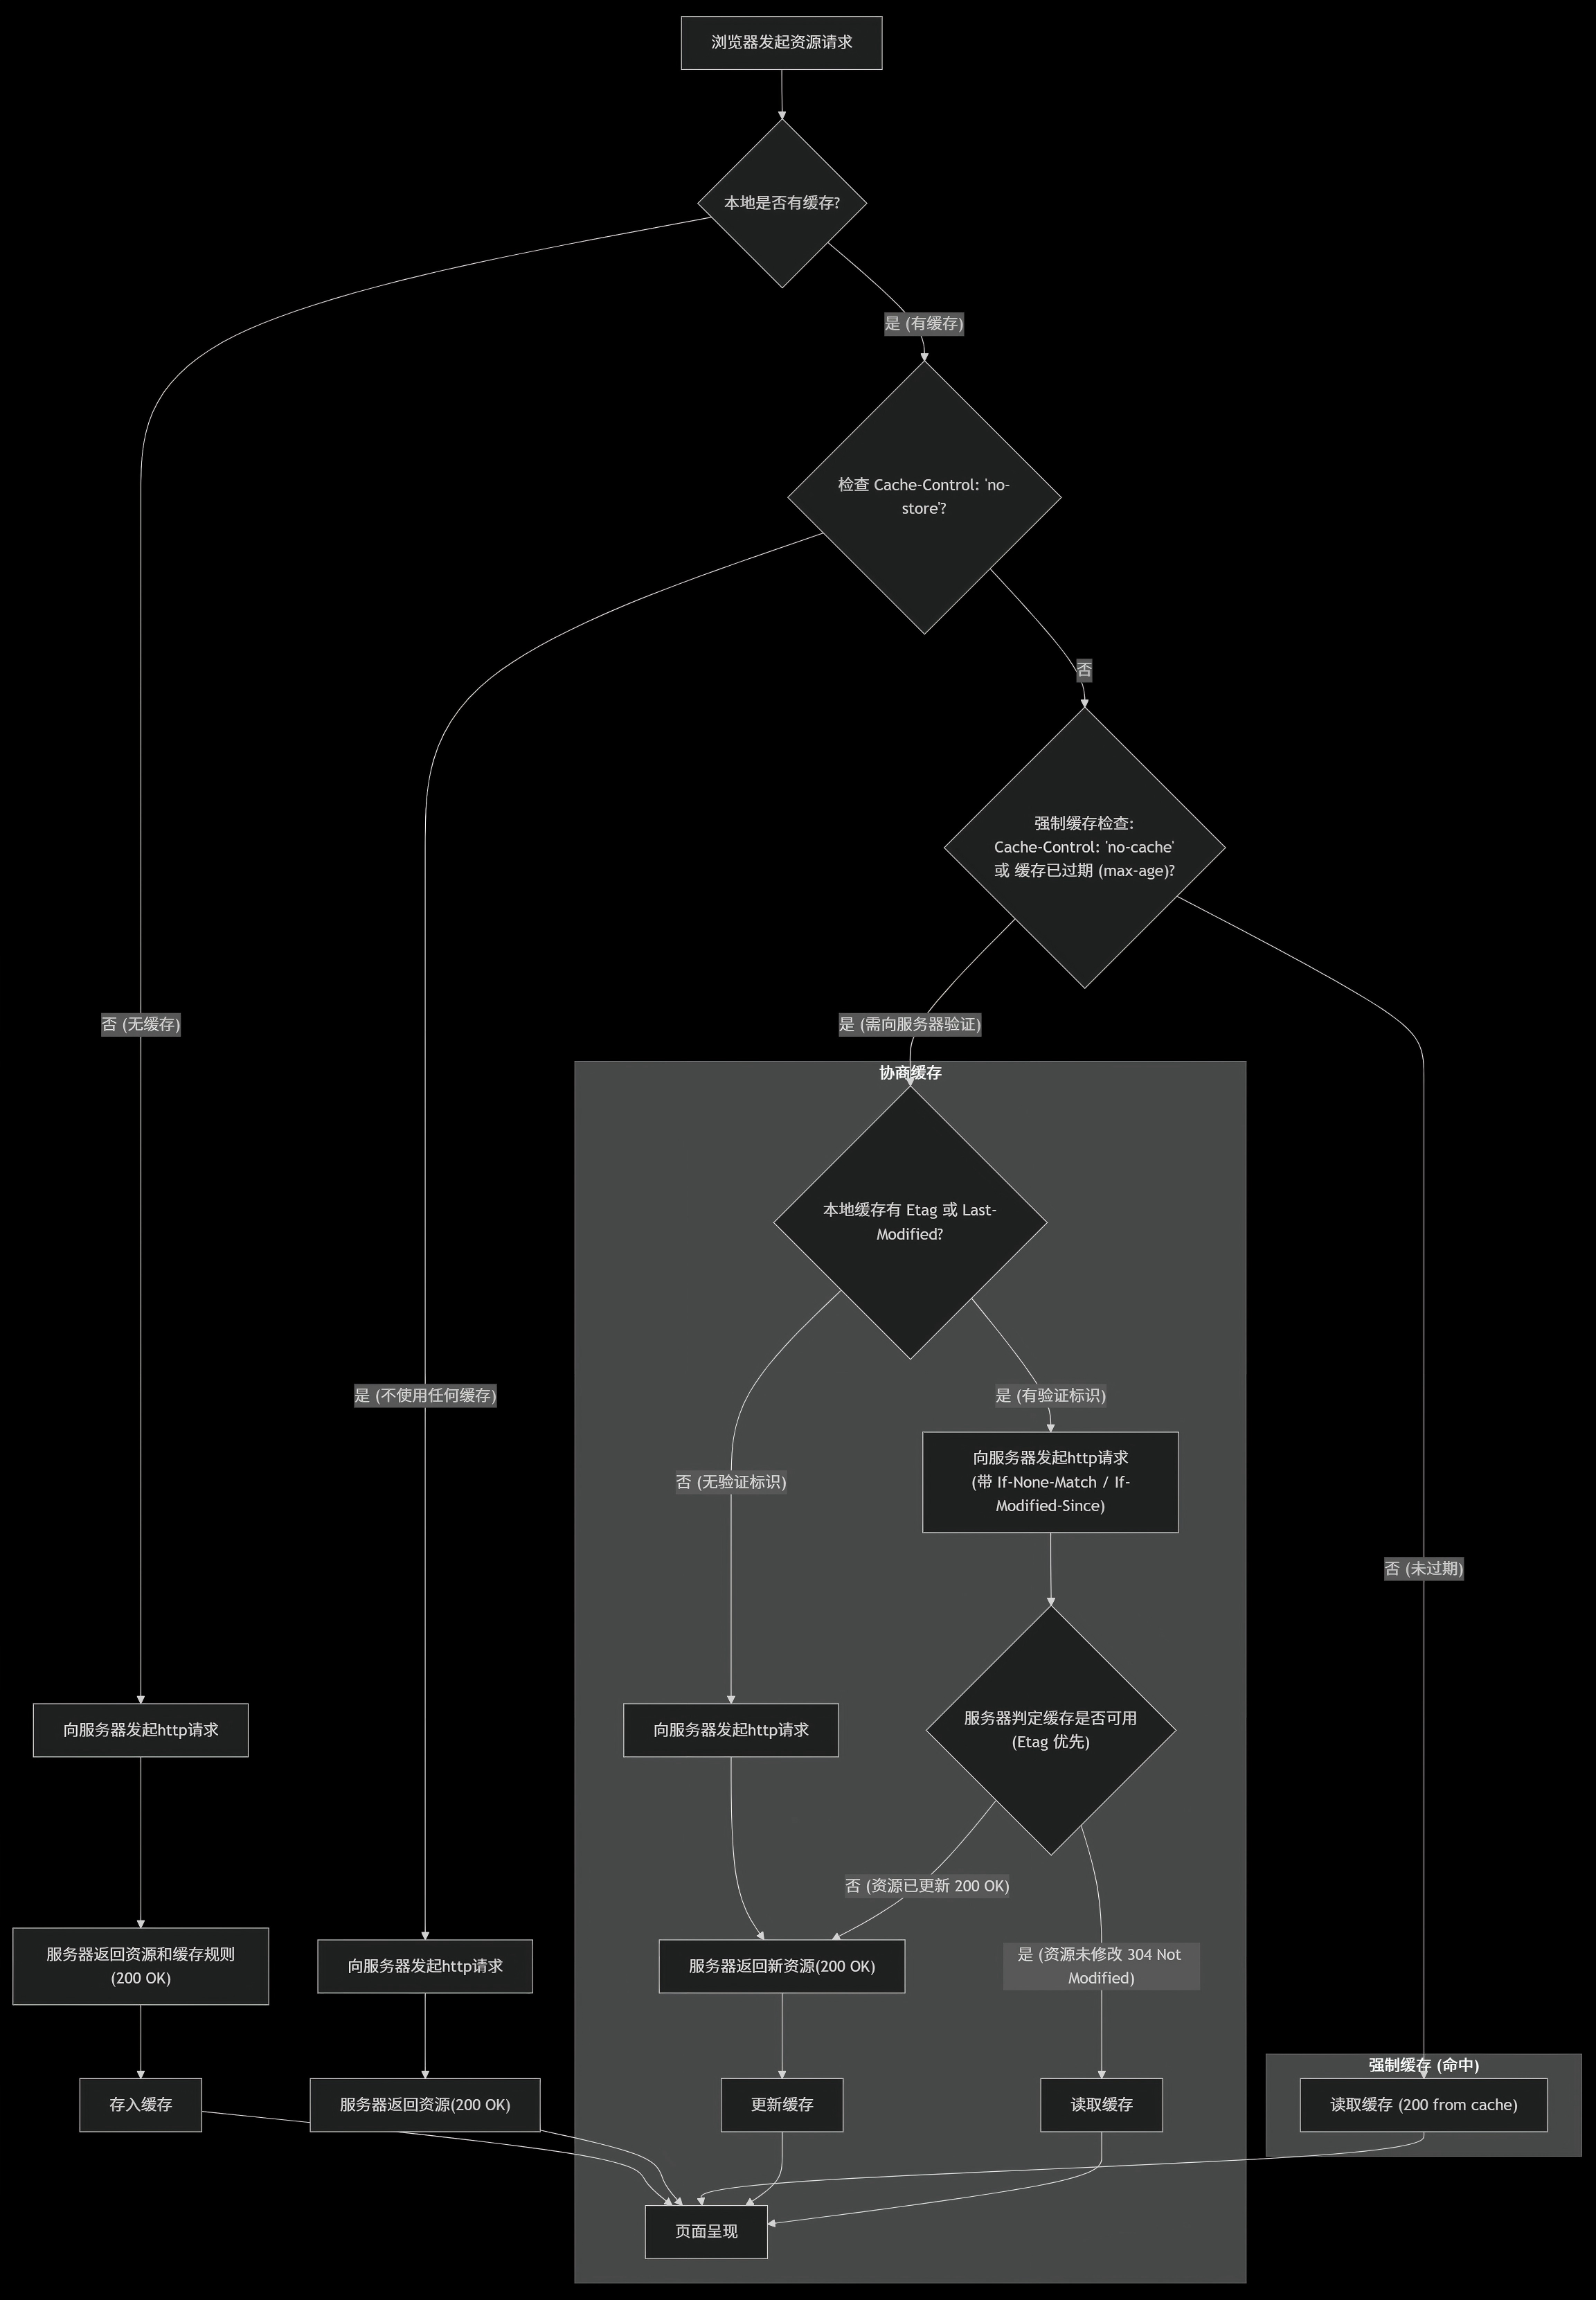 浏览器发起资源请求
本地是否有缓存?
是 (有缓存)
检查 Cache-Control: 'no-
store'?
否
强制缓存检查:
Cache-Control: 'no-cache'
或 缓存已过期 (max-age)?
否 (无缓存)
是 (需向服务器验证)
协商缓存
本地缓存有 Etag 或 Last-
Modified?
是 (不使用任何缓存)
是 (有验证标识)
否 (无验证标识)
向服务器发起http请求
(带 If-None-Match / If-
Modified-Since)
否 (未过期)
向服务器发起http请求
向服务器发起http请求
服务器判定缓存是否可用
(Etag 优先)
否 (资源已更新 200 OK)
服务器返回资源和缓存规则
(200 OK)
向服务器发起http请求
服务器返回新资源(200 OK)
是 (资源未修改 304 Not
Modified)
强制缓存 (命中)
存入缓存
服务器返回资源(200 OK)
更新缓存
读取缓存
读取缓存 (200 from cache)
页面呈现